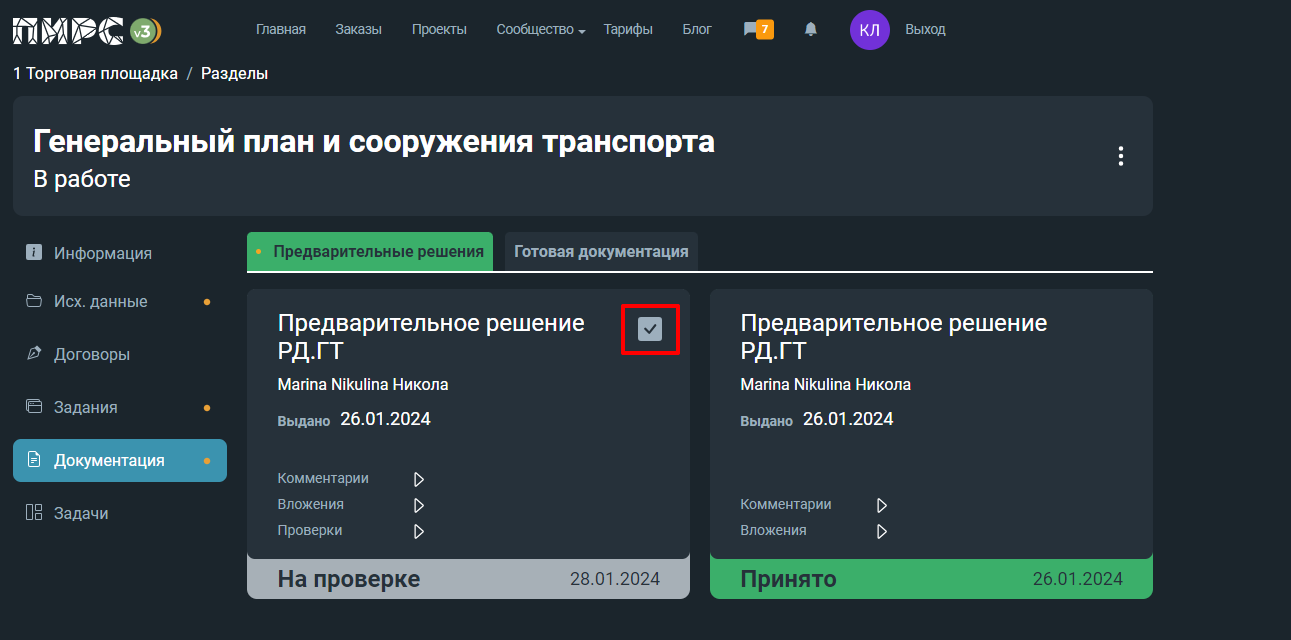 ПИРС v3
Главная Заказы Проекты Сообщество Тарифы Блог 7 КЛ Выход
1 Торговая площадка / Разделы
Генеральный план и сооружения транспорта
В работе
Информация
Исх. данные
Договоры
Задания
Документация
Задачи
Предварительные решения Готовая документация
Предварительное решение
РД.ГТ
Marina Nikulina Никола
Выдано 26.01.2024
Комментарии
Вложения
Проверки
На проверке 28.01.2024
Предварительное решение
РД.ГТ
Marina Nikulina Никола
Выдано 26.01.2024
Комментарии
Вложения
Принято 26.01.2024